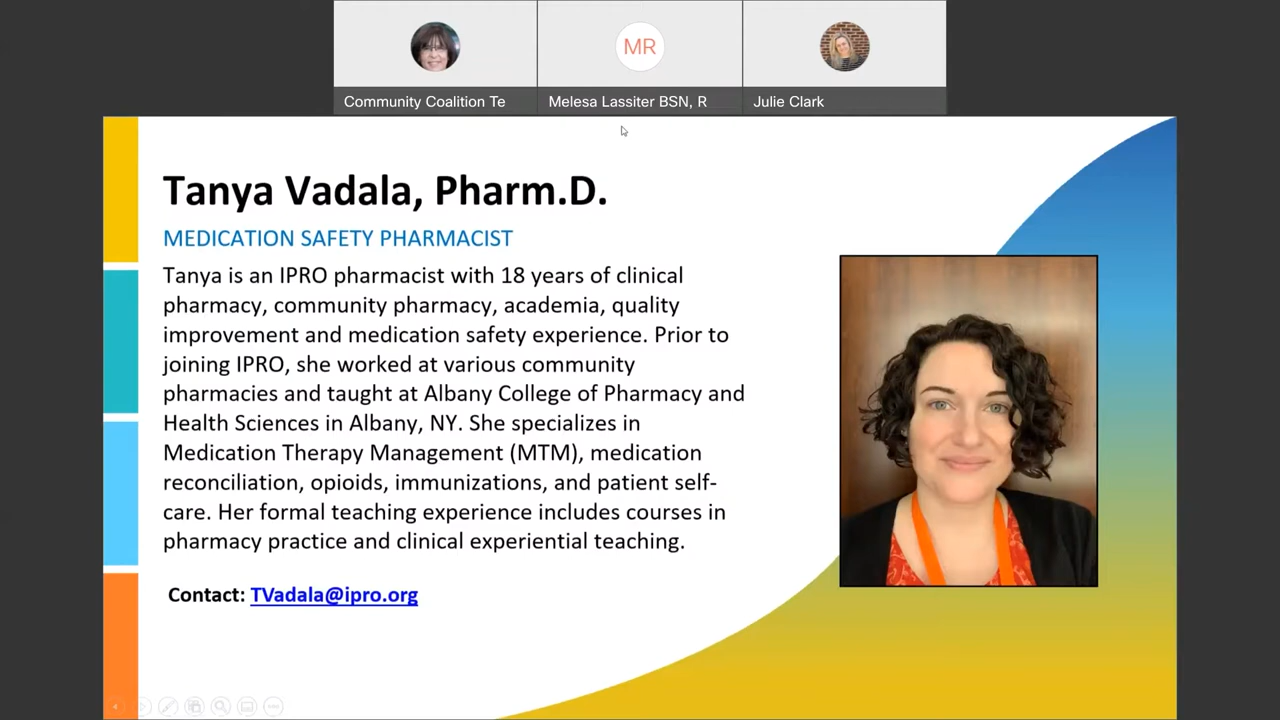 MR
Community Coalition Te
Melesa Lassiter BSN, R
Julie Clark
Tanya Vadala, Pharm.D.
MEDICATION SAFETY PHARMACIST
Tanya is an IPRO pharmacist with 18 years of clinical
pharmacy, community pharmacy, academia, quality
improvement and medication safety experience. Prior to
joining IPRO, she worked at various community
pharmacies and taught at Albany College of Pharmacy and
Health Sciences in Albany, NY. She specializes in
Medication Therapy Management (MTM), medication
reconciliation, opioids, immunizations, and patient self-
care. Her formal teaching experience includes courses in
pharmacy practice and clinical experiential teaching.
Contact: TVadala@ipro.org